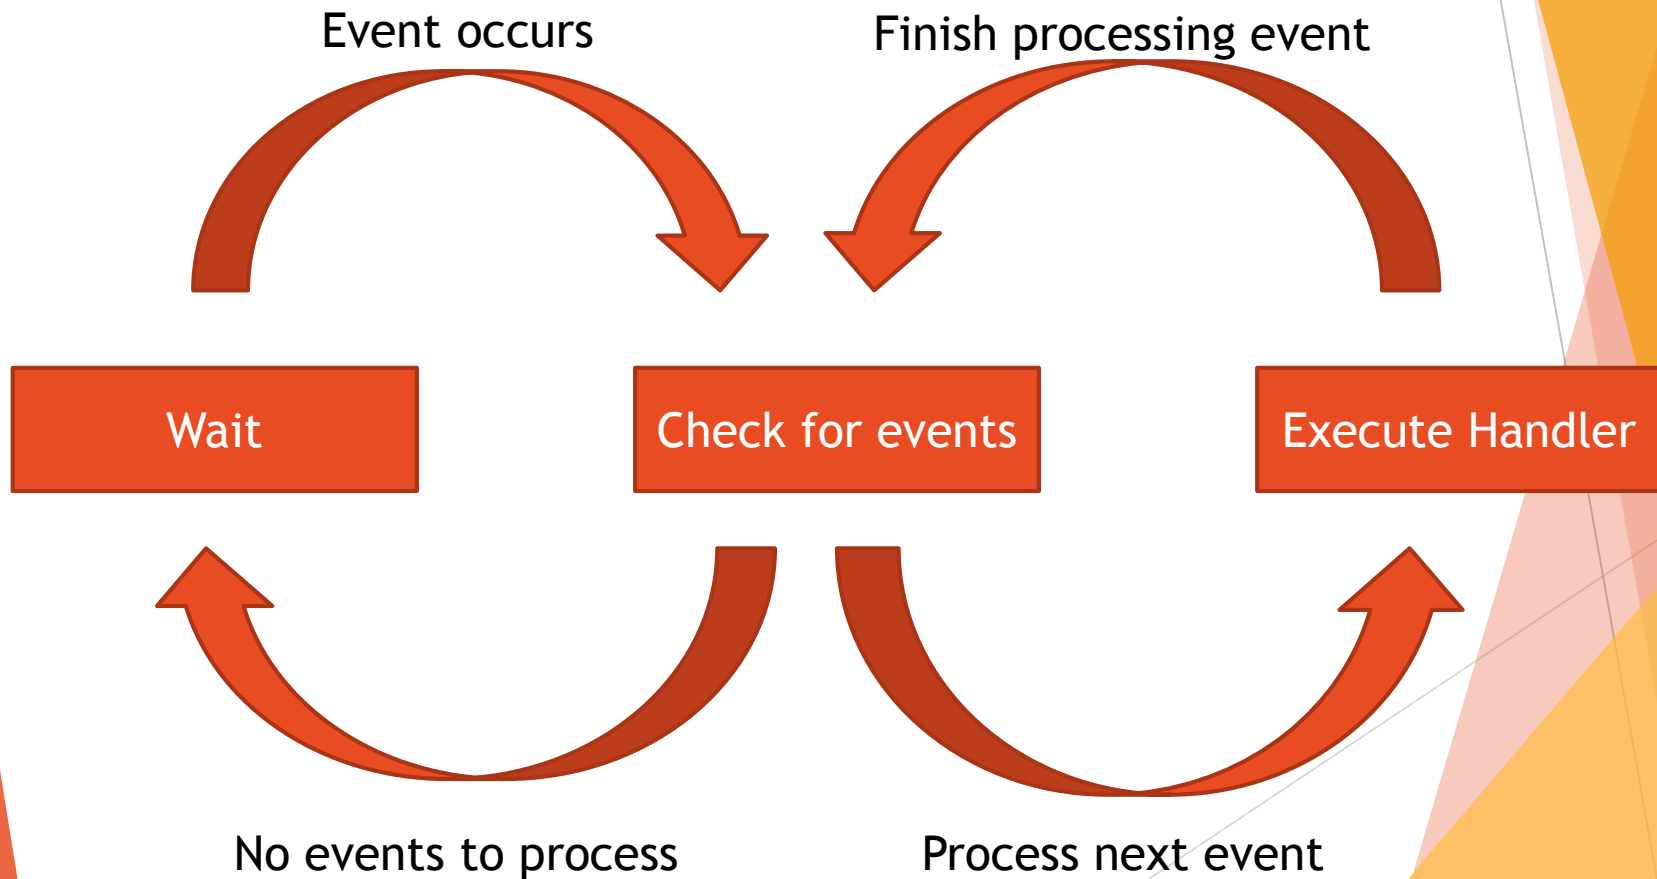 Event occurs
Finish processing event
Wait
Check for events
Execute Handler
No events to process
Process next event